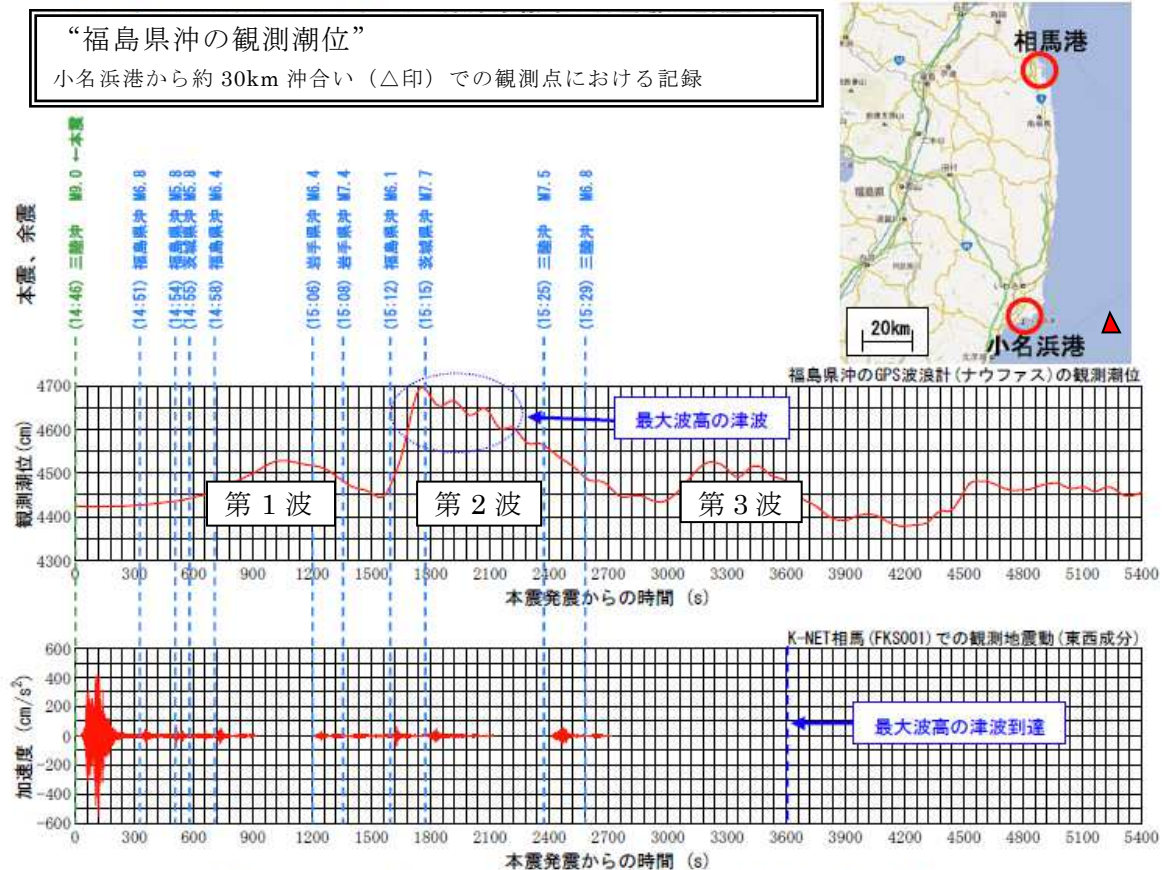 “福島県沖の観測潮位”
小名浜港から約 30km 沖合い（△印）での観測点における記録
相馬港
福島県
いわき
20km
小名浜港
本震、余震
(14:46) 三陸沖 M9.0 ←本震
(14:51) 福島県沖 M6.8
(14:54) 福島県沖 M5.8
(14:55) 茨城県沖 M5.8
(14:58) 福島県沖 M6.4
(15:06) 岩手県沖 M6.4
(15:08) 岩手県沖 M7.4
(15:12) 福島県沖 M6.1
(15:15) 茨城県沖 M7.7
(15:25) 三陸沖 M7.5
(15:29) 三陸沖 M6.8
福島県沖のGPS波浪計(ナウファス)の観測潮位
観測潮位(cm)
4700
4600
4500
4400
4300
最大波高の津波
第１波
第２波
第３波
0 300 600 900 1200 1500 1800 2100 2400 2700 3000 3300 3600 3900 4200 4500 4800 5100 5400
本震発震からの時間 (s)
K-NET相馬(FKS001)での観測地震動(東西成分)
加速度 (cm/s²)
600
400
200
0
-200
-400
-600
最大波高の津波到達
0 300 600 900 1200 1500 1800 2100 2400 2700 3000 3300 3600 3900 4200 4500 4800 5100 5400
本震発震からの時間 (s)